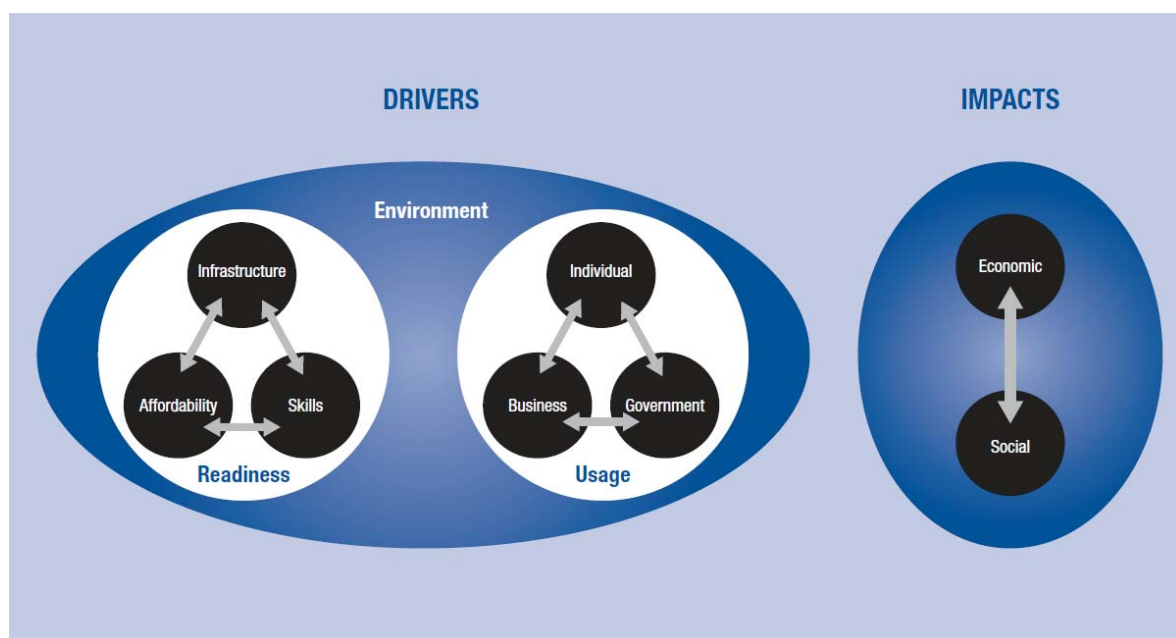 DRIVERS
IMPACTS
Environment
Infrastructure
Affordability
Skills
Readiness
Individual
Business
Government
Usage
Economic
Social